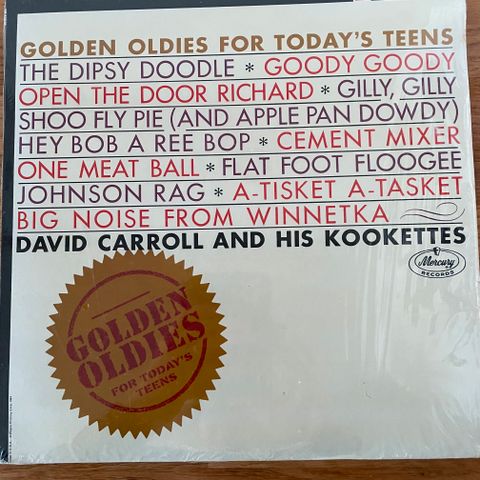 GOLDEN OLDIES FOR TODAY'S TEENS
THE DIPSY DOODLE * GOODY GOODY
OPEN THE DOOR RICHARD * GILLY, GILLY
SHOO FLY PIE (AND APPLE PAN DOWDY)
HEY BOB A REE BOP * CEMENT MIXER
ONE MEAT BALL * FLAT FOOT FLOOGEE
JOHNSON RAG * A-TISKET A-TASKET
BIG NOISE FROM WINNETKA
DAVID CARROLL AND HIS KOOKETTES
Mercury
RECORDS
GOLDEN
OLDIES
FOR TODAY'S
TEENS